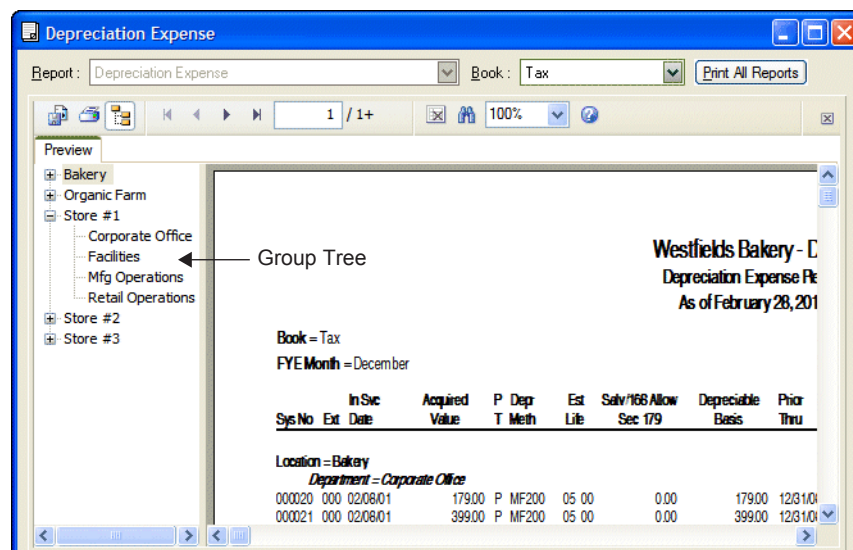 Depreciation Expense
Report : Depreciation Expense Book : Tax Print All Reports
1 / 1+ 100%
Preview
Bakery
Organic Farm
Store #1
Corporate Office
Facilities
Mfg Operations
Retail Operations
Store #2
Store #3
Group Tree
Westfields Bakery - D
Depreciation Expense Re
As of February 28, 201
Book = Tax
FYE Month = December
In Svc Acquired P Depr Est Salv/168 Allow Depreciable Prior
Sys No Ext Date Value T Meth Life Sec 179 Basis Thru
Location = Bakery
Department = Corporate Office
000020 000 02/08/01 179.00 P MF200 05 00 0.00 179.00 12/31/0
000021 000 02/08/01 399.00 P MF200 05 00 0.00 399.00 12/31/0